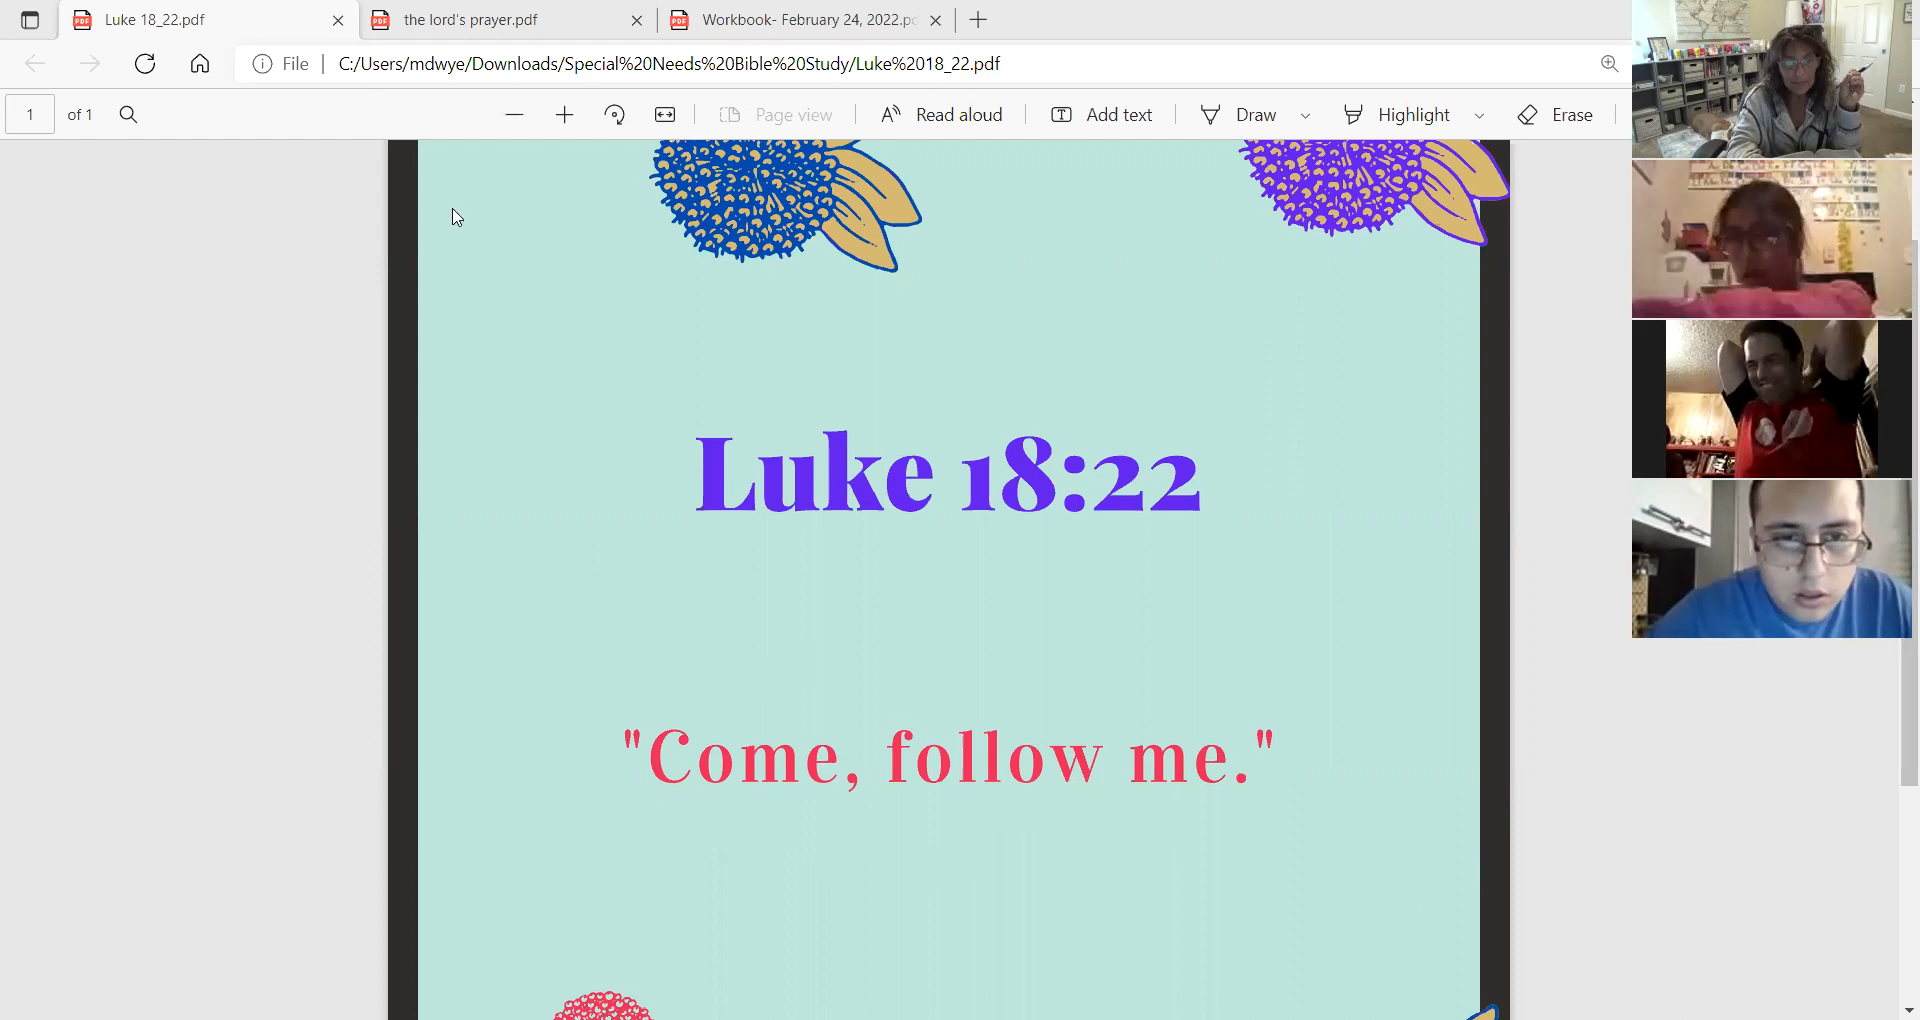 Luke 18_22.pdf
the lord's prayer.pdf
Workbook- February 24, 2022.p
File
C:/Users/mdwye/Downloads/Special%20Needs%20Bible%20Study/Luke%2018_22.pdf
1 of 1
Page view
Read aloud
Add text
Draw
Highlight
Erase
Luke 18:22
"Come, follow me."